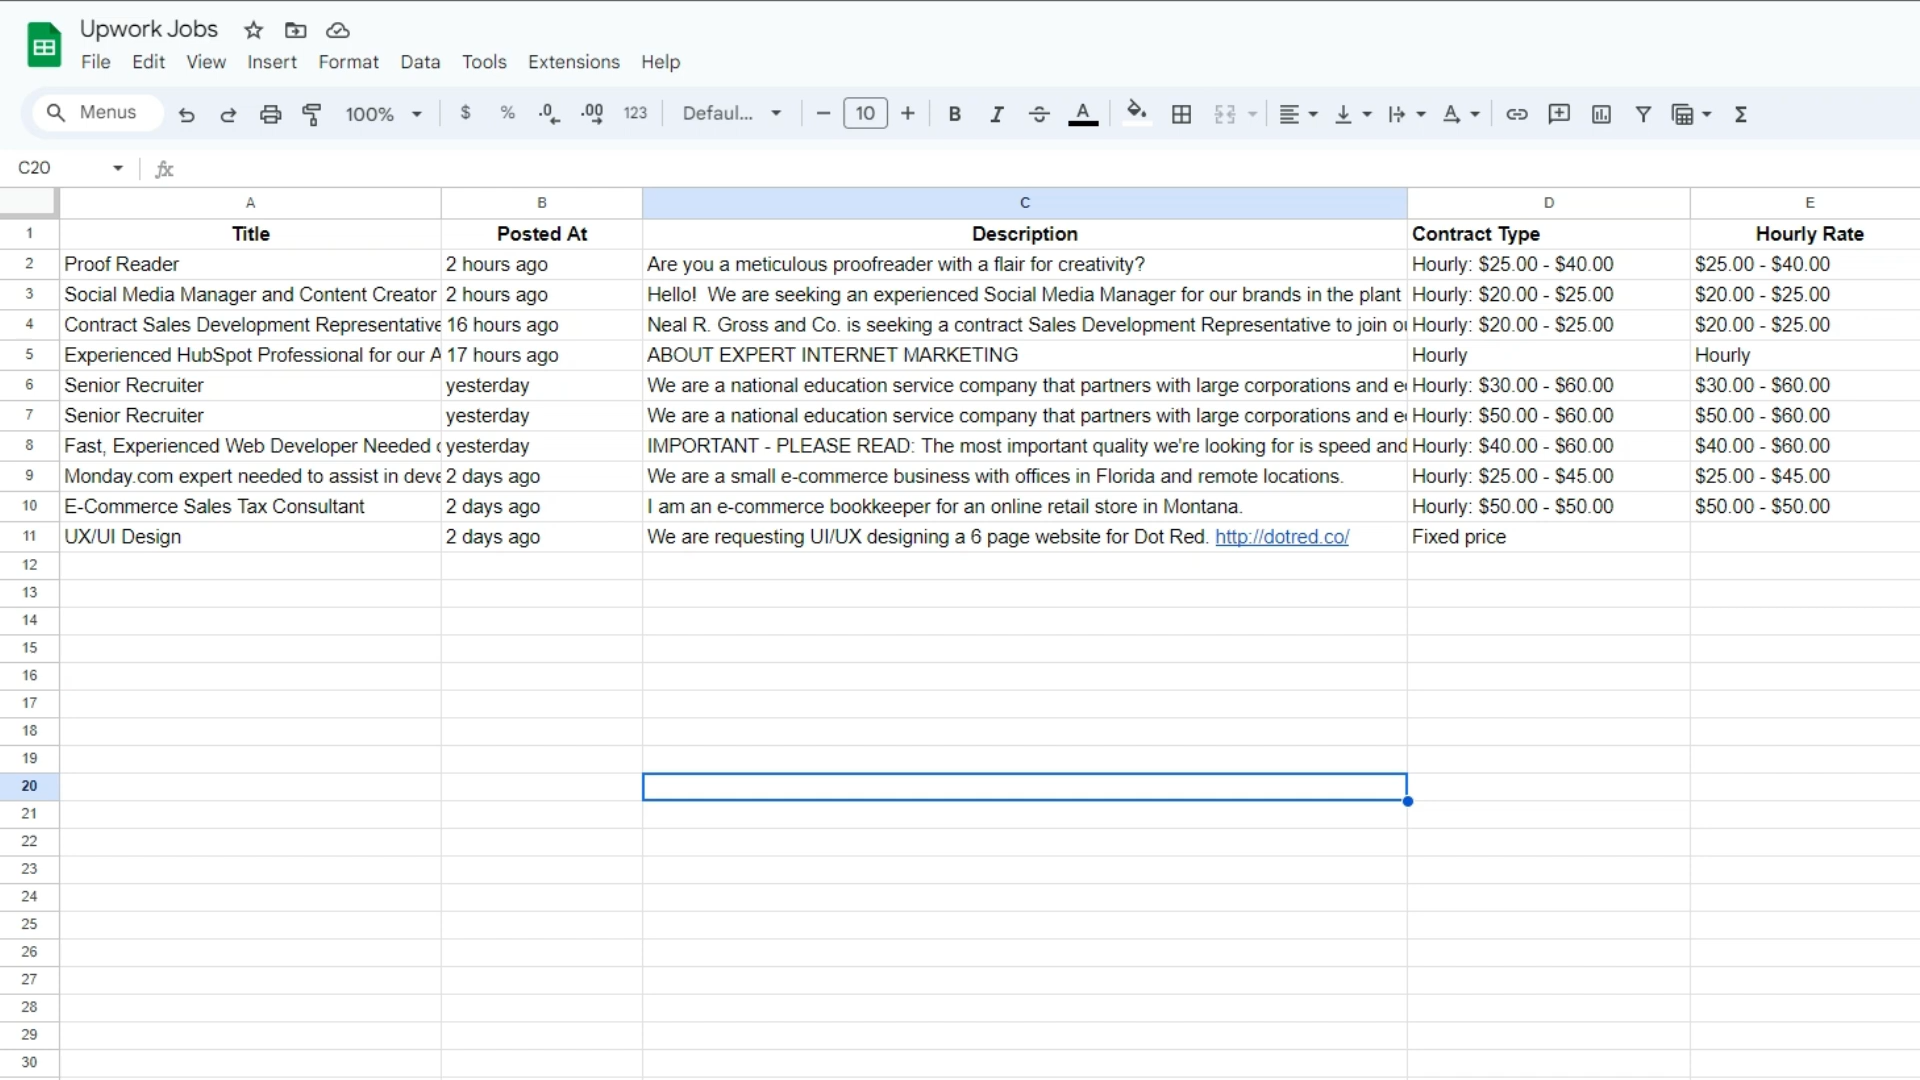 Upwork Jobs
File Edit View Insert Format Data Tools Extensions Help
Menus 100% $ % .0 .00 123 Defaul... 10 B I A A Σ
C20 fx
A B C D E
1 Title Posted At Description Contract Type Hourly Rate
2 Proof Reader 2 hours ago Are you a meticulous proofreader with a flair for creativity? Hourly: $25.00 - $40.00 $25.00 - $40.00
3 Social Media Manager and Content Creator 2 hours ago Hello! We are seeking an experienced Social Media Manager for our brands in the plant Hourly: $20.00 - $25.00 $20.00 - $25.00
4 Contract Sales Development Representative 16 hours ago Neal R. Gross and Co. is seeking a contract Sales Development Representative to join Hourly: $20.00 - $25.00 $20.00 - $25.00
5 Experienced HubSpot Professional for our A 17 hours ago ABOUT EXPERT INTERNET MARKETING Hourly Hourly
6 Senior Recruiter yesterday We are a national education service company that partners with large corporations and Hourly: $30.00 - $60.00 $30.00 - $60.00
7 Senior Recruiter yesterday We are a national education service company that partners with large corporations and Hourly: $50.00 - $60.00 $50.00 - $60.00
8 Fast, Experienced Web Developer Needed yesterday IMPORTANT - PLEASE READ: The most important quality we're looking for is speed and Hourly: $40.00 - $60.00 $40.00 - $60.00
9 Monday.com expert needed to assist in deve 2 days ago We are a small e-commerce business with offices in Florida and remote locations. Hourly: $25.00 - $45.00 $25.00 - $45.00
10 E-Commerce Sales Tax Consultant 2 days ago I am an e-commerce bookkeeper for an online retail store in Montana. Hourly: $50.00 - $50.00 $50.00 - $50.00
11 UX/UI Design 2 days ago We are requesting UI/UX designing a 6 page website for Dot Red. http://dotred.co/ Fixed price
12
13
14
15
16
17
18
19
20
21
22
23
24
25
26
27
28
29
30